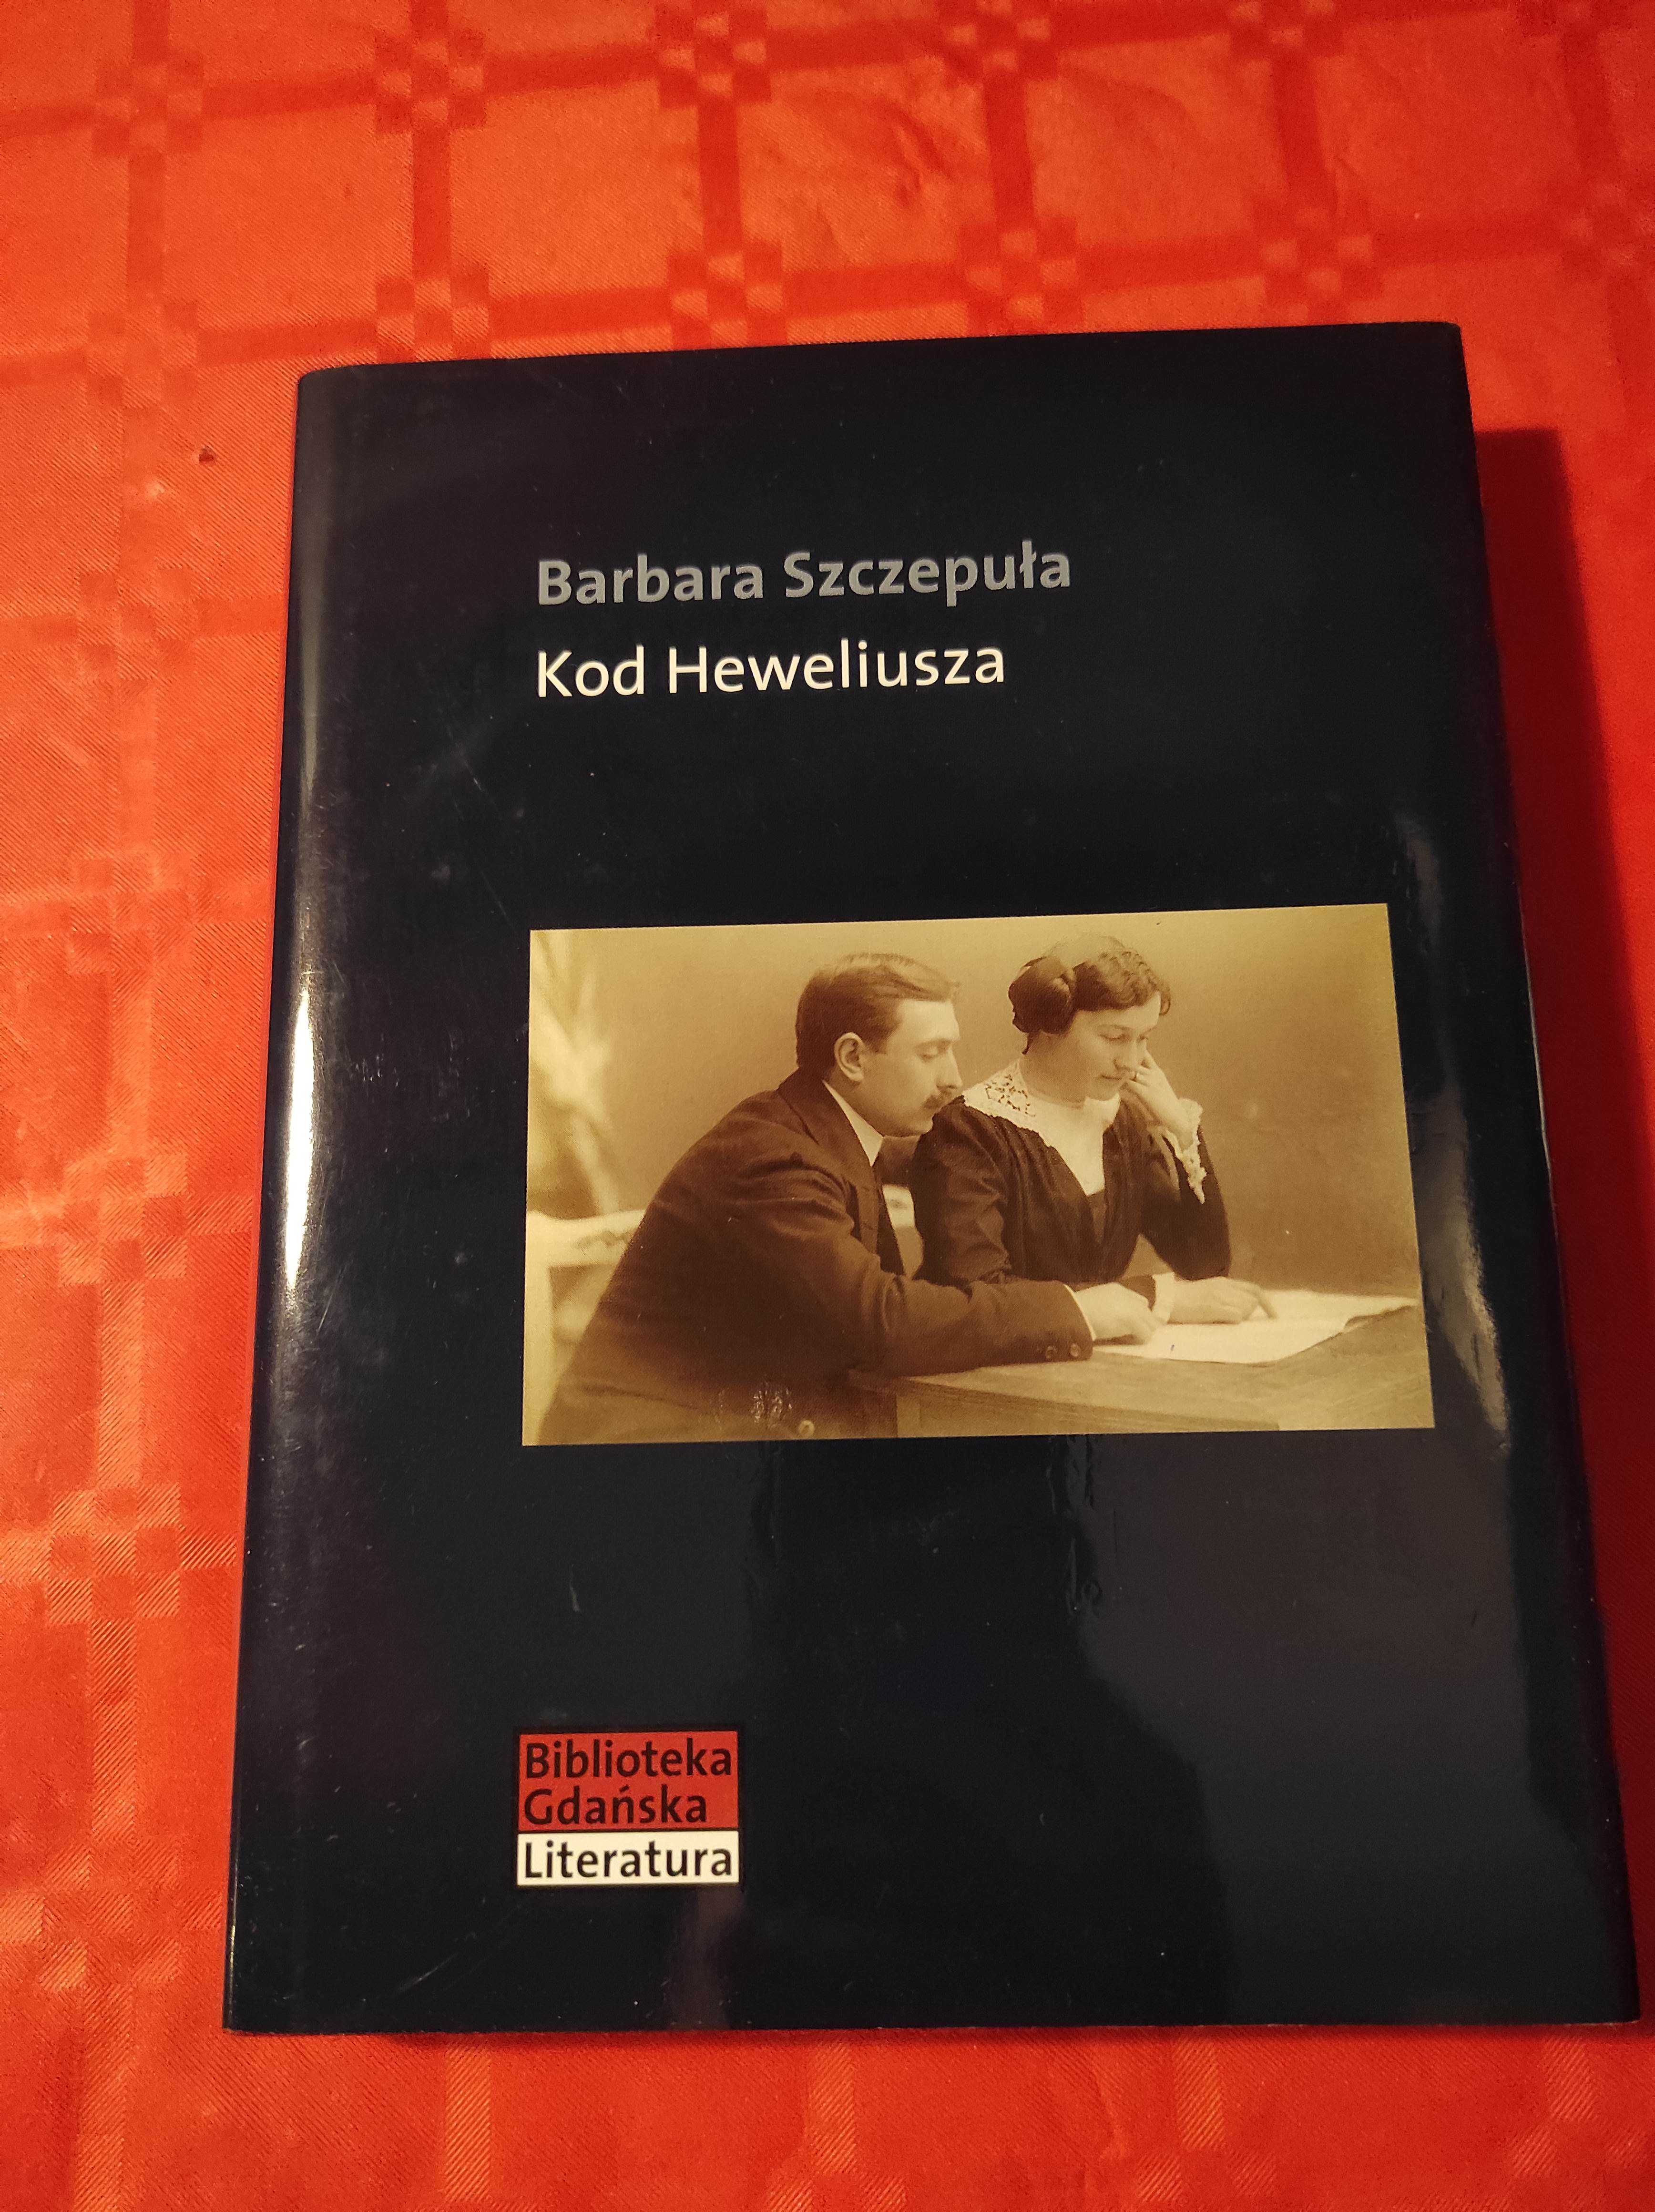 Barbara Szczepuła
Kod Heweliusza
Biblioteka
Gdańska
Literatura